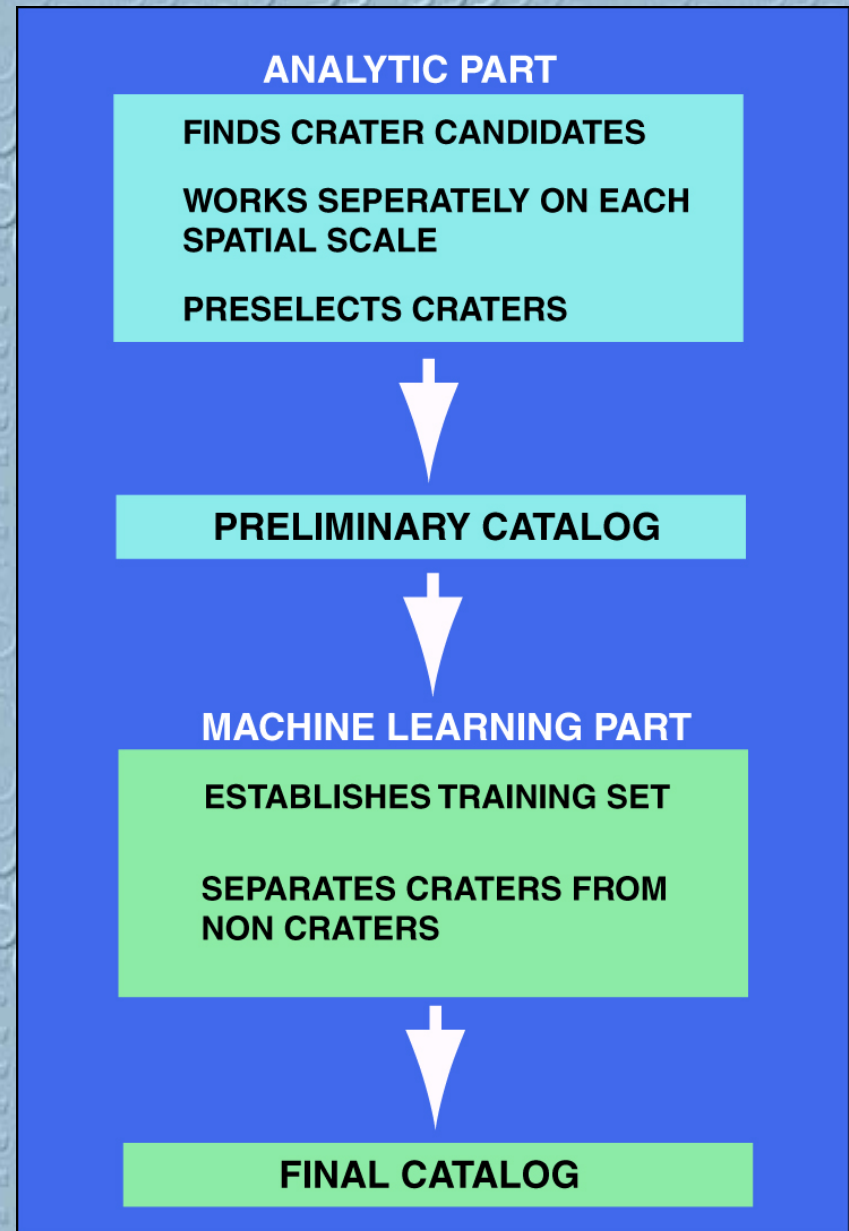 ANALYTIC PART
FINDS CRATER CANDIDATES
WORKS SEPERATELY ON EACH
SPATIAL SCALE
PRESELECTS CRATERS
PRELIMINARY CATALOG
MACHINE LEARNING PART
ESTABLISHES TRAINING SET
SEPARATES CRATERS FROM
NON CRATERS
FINAL CATALOG